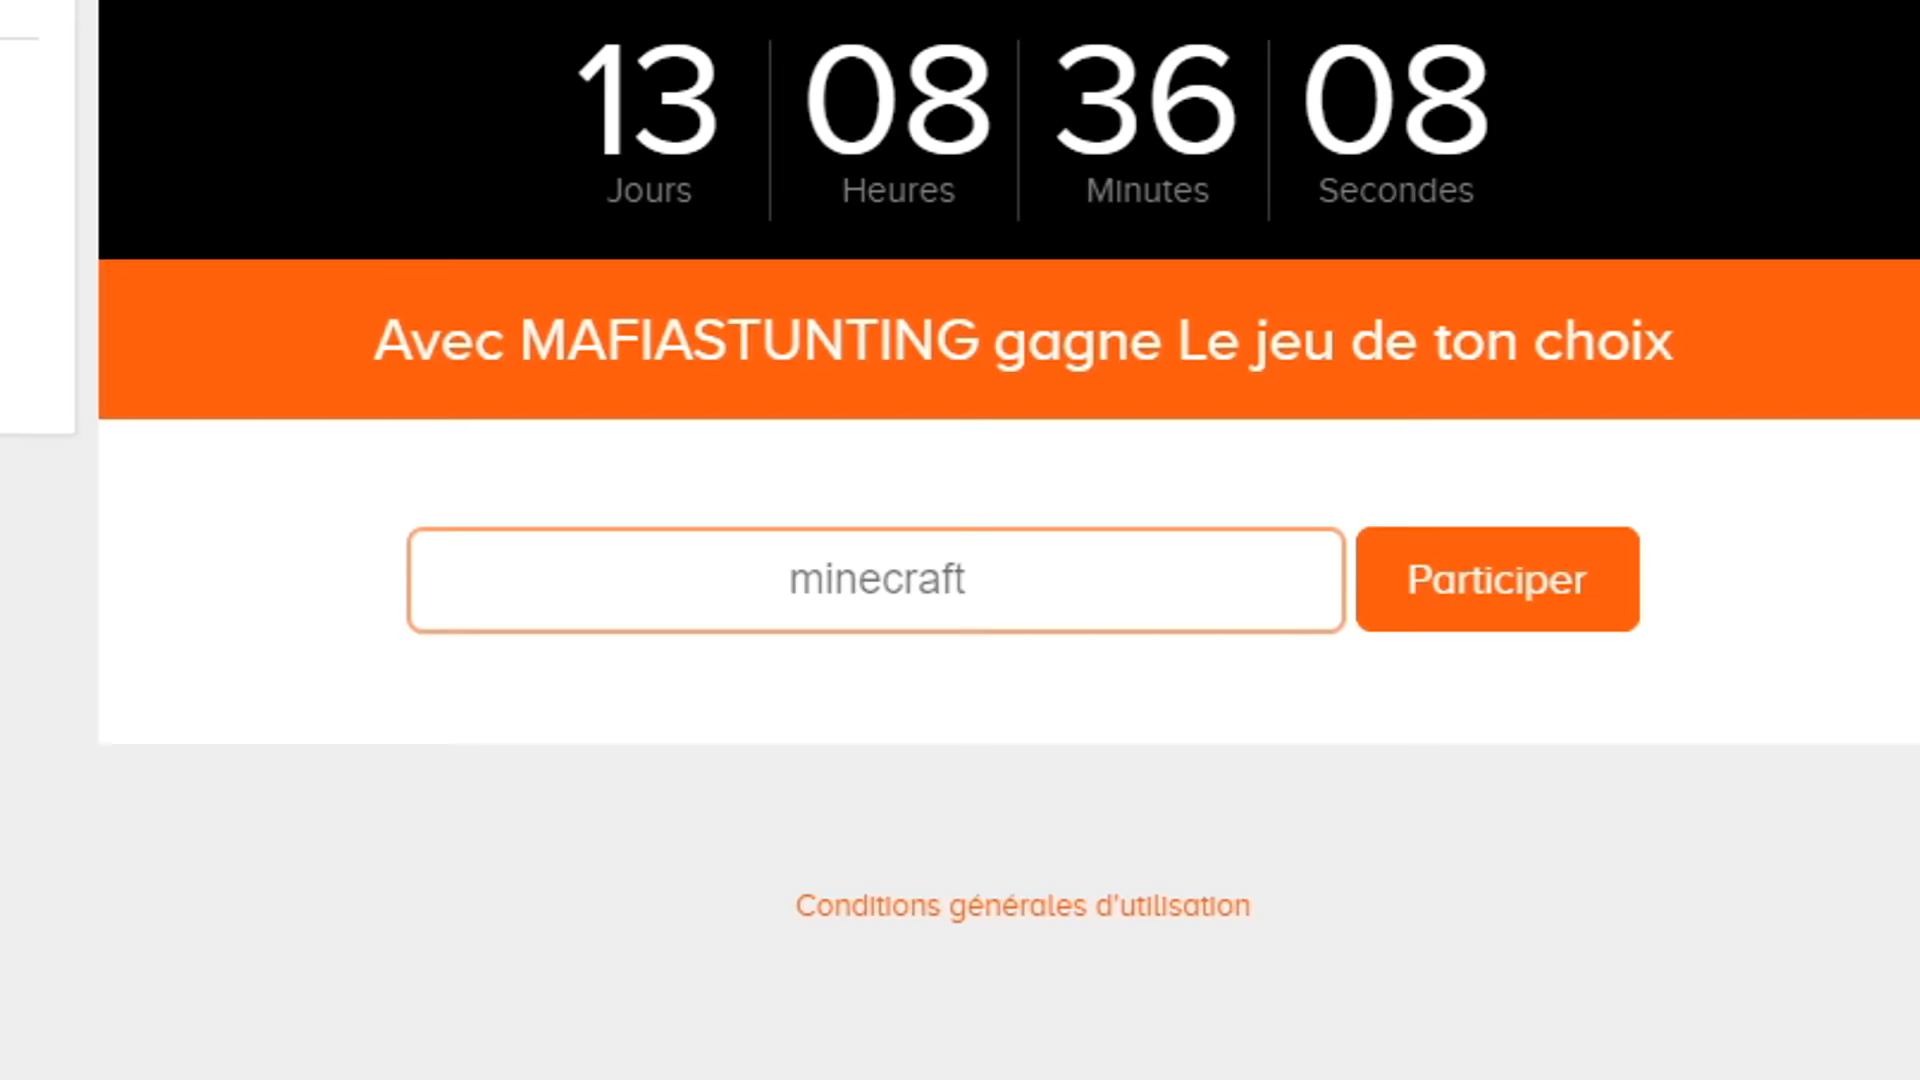 13 08 36 08
Jours Heures Minutes Secondes
Avec MAFIASTUNTING gagne Le jeu de ton choix
minecraft Participer
Conditions générales d'utilisation